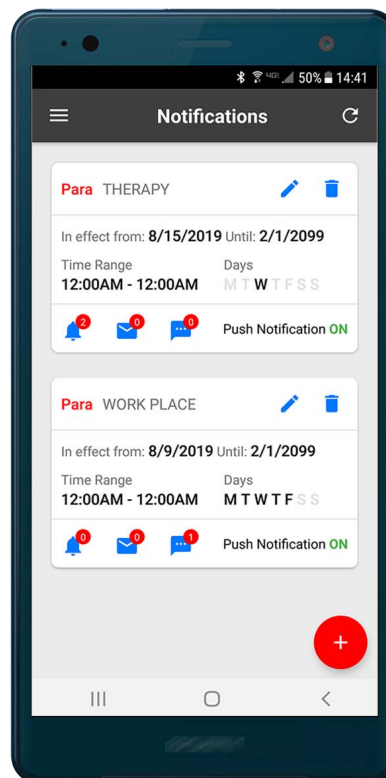 4GE 50% 14:41
Notifications
Para THERAPY
In effect from: 8/15/2019 Until: 2/1/2099
Time Range Days
12:00AM - 12:00AM M T W T F S S
2 0 0 Push Notification ON
Para WORK PLACE
In effect from: 8/9/2019 Until: 2/1/2099
Time Range Days
12:00AM - 12:00AM M T W T F S S
0 0 1 Push Notification ON
+